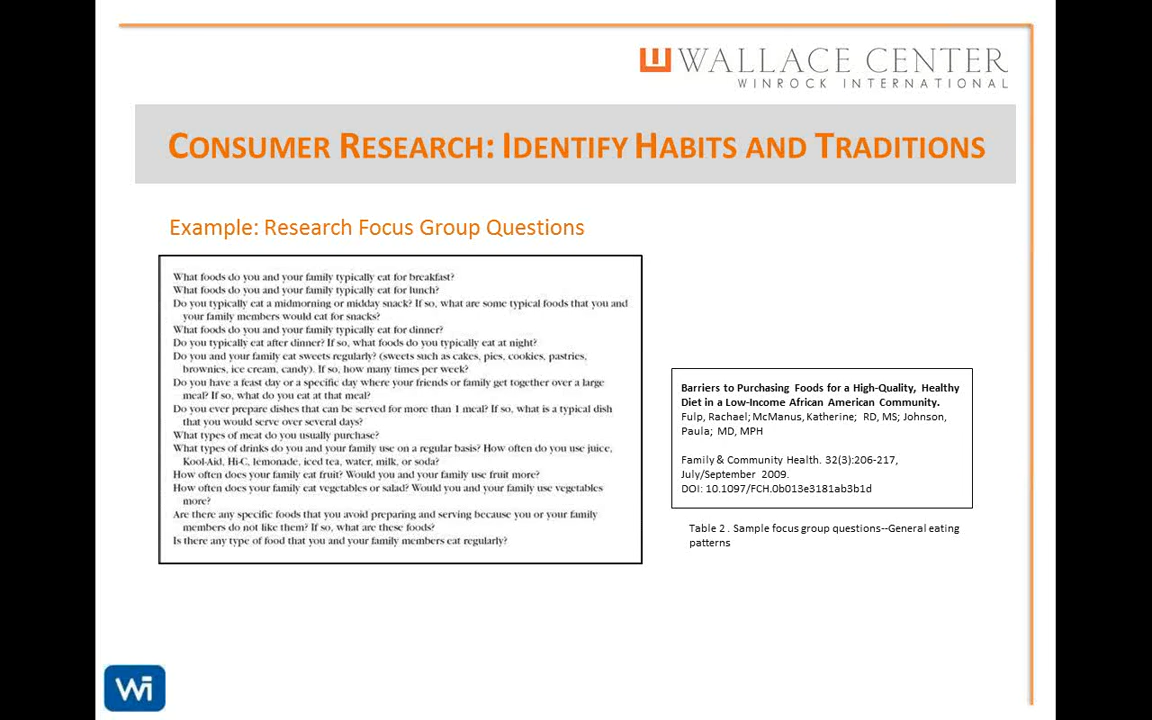 WALLACE CENTER
WINROCK INTERNATIONAL
CONSUMER RESEARCH: IDENTIFY HABITS AND TRADITIONS
Example: Research Focus Group Questions
What foods do you and your family typically eat for breakfast?
What foods do you and your family typically eat for lunch?
Do you typically eat a midmorning or midday snack? If so, what are some typical foods that you and
your family members would eat for snacks?
What foods do you and your family typically eat for dinner?
Do you typically eat after dinner? If so, what foods do you typically eat at night?
Do you and your family eat sweets regularly? (sweets such as cakes, pies, cookies, pastries,
brownies, ice cream, candy). If so, how many times per week?
Do you have a feast day or a specific day where your friends or family get together over a large
meal? If so, what do you eat at that meal?
Do you ever prepare dishes that can be served for more than 1 meal? If so, what is a typical dish
that you would serve over several days?
What types of meat do you usually purchase?
What types of drinks do you and your family use on a regular basis? How often do you use juice,
Kool-Aid, Hi-C, lemonade, iced tea, water, milk, or soda?
How often does your family eat fruit? Would you and your family use fruit more?
How often does your family eat vegetables or salad? Would you and your family use vegetables
more?
Are there any specific foods that you avoid preparing and serving because you or your family
members do not like them? If so, what are these foods?
Is there any type of food that you and your family members eat regularly?
Barriers to Purchasing Foods for a High-Quality, Healthy
Diet in a Low-Income African American Community.
Fulp, Rachael; McManus, Katherine; RD, MS; Johnson,
Paula; MD, MPH
Family & Community Health. 32(3):206-217,
July/September 2009.
DOI: 10.1097/FCH.0b013e3181ab3b1d
Table 2. Sample focus group questions--General eating
patterns
Wi